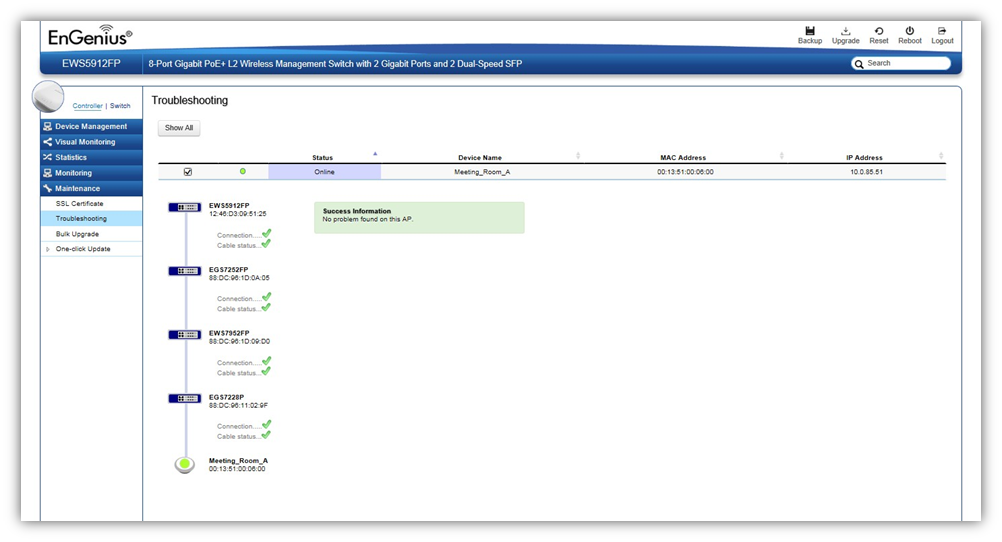 EnGenius®
Backup Upgrade Reset Reboot Logout
EWS5912FP 8-Port Gigabit PoE+ L2 Wireless Management Switch with 2 Gigabit Ports and 2 Dual-Speed SFP Search
Controller | Switch
Device Management
Visual Monitoring
Statistics
Monitoring
Maintenance
SSL Certificate
Troubleshooting
Bulk Upgrade
One-click Update
Troubleshooting
Show All
Status Device Name MAC Address IP Address
Online Meeting_Room_A 00:13:51:00:06:00 10.0.85.51
EWS5912FP
12:46:D3:09:51:25
Connection.....
Cable status...
Success Information
No problem found on this AP.
EGS7252FP
88:DC:96:1D:0A:05
Connection.....
Cable status...
EWS7952FP
88:DC:96:1D:09:D0
Connection.....
Cable status...
EGS7228P
88:DC:96:11:02:9F
Connection.....
Cable status...
Meeting_Room_A
00:13:51:00:06:00